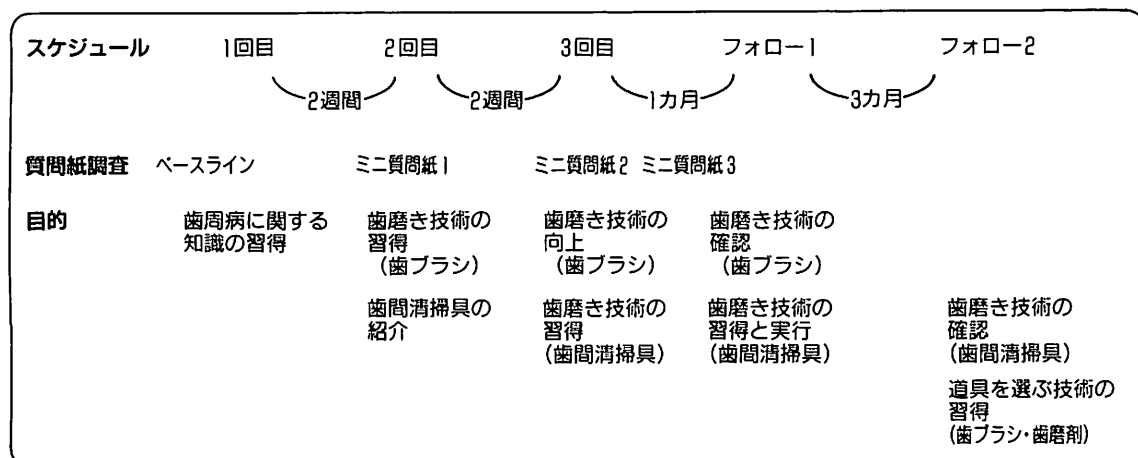 スケジュール 1回目 2回目 3回目 フォロー1 フォロー2
2週間 2週間 1カ月 3カ月
質問紙調査 ベースライン ミニ質問紙1 ミニ質問紙2 ミニ質問紙3
目的 歯周病に関する 歯磨き技術の 歯磨き技術の 歯磨き技術の
知識の習得 習得 向上 確認
(歯ブラシ) (歯ブラシ) (歯ブラシ)
歯間清掃具の 歯磨き技術の 歯磨き技術の 歯磨き技術の
紹介 習得 習得と実行 確認
(歯間清掃具) (歯間清掃具) (歯間清掃具)
道具を選ぶ技術の
習得
(歯ブラシ・歯磨剤)